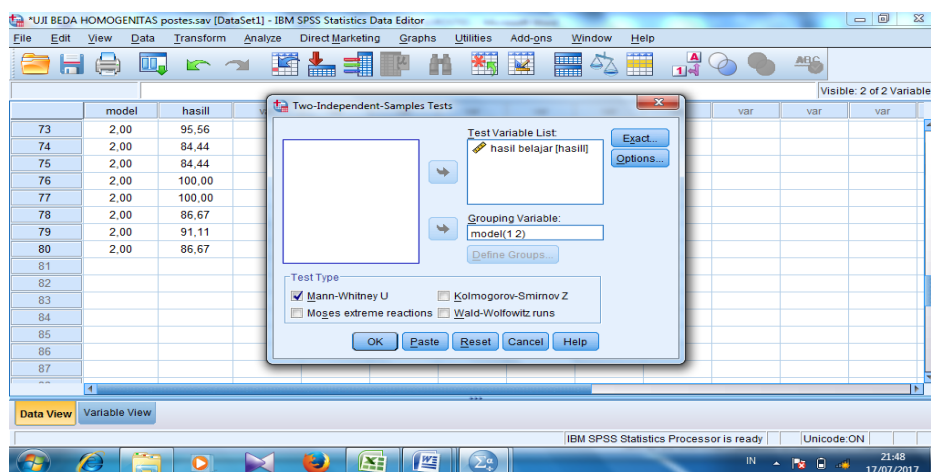 *UJI BEDA HOMOGENITAS postes.sav [DataSet1] - IBM SPSS Statistics Data Editor
File Edit View Data Transform Analyze Direct Marketing Graphs Utilities Add-ons Window Help
Visible: 2 of 2 Variable
model hasill var var var
73 2,00 95,56
74 2,00 84,44
75 2,00 84,44
76 2,00 100,00
77 2,00 100,00
78 2,00 86,67
79 2,00 91,11
80 2,00 86,67
81
82
83
84
85
86
87
Two-Independent-Samples Tests
Test Variable List:
hasil belajar [hasill]
Exact...
Options...
Grouping Variable:
model(1 2)
Define Groups...
Test Type
Mann-Whitney U Kolmogorov-Smirnov Z
Moses extreme reactions Wald-Wolfowitz runs
OK Paste Reset Cancel Help
Data View Variable View
IBM SPSS Statistics Processor is ready Unicode:ON
IN 21:48
17/07/2017